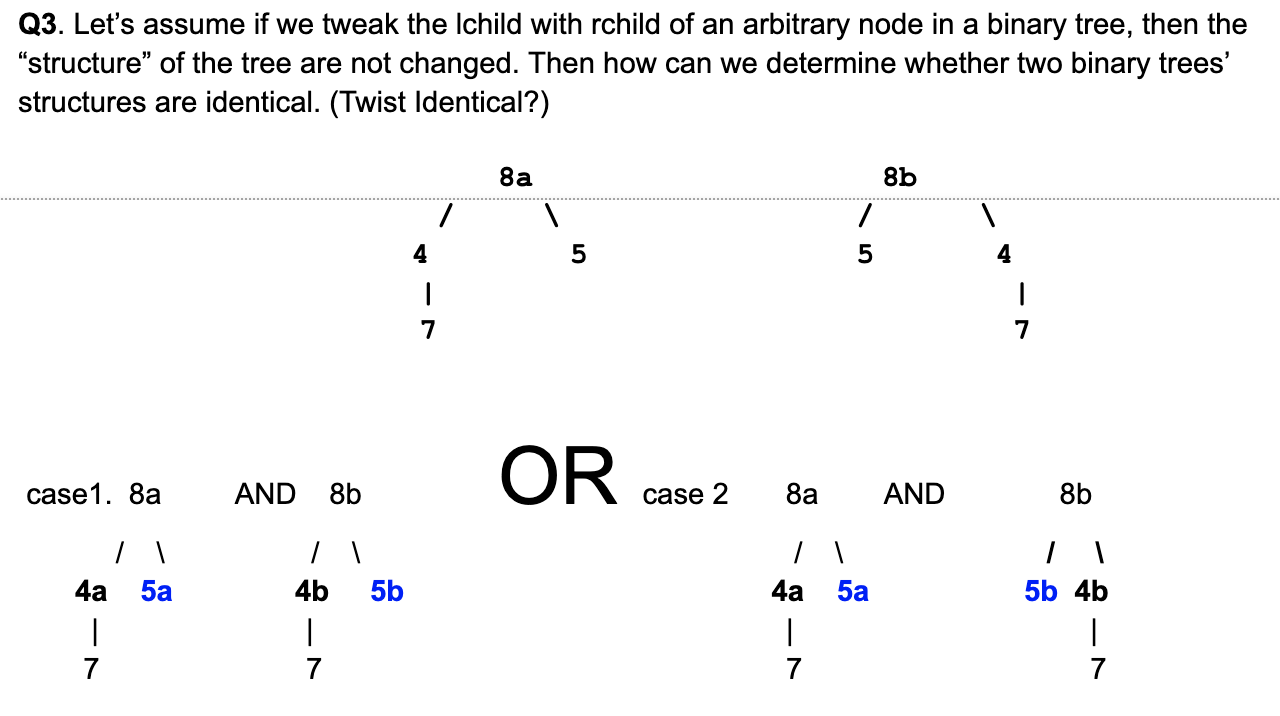 Q3. Let’s assume if we tweak the lchild with rchild of an arbitrary node in a binary tree, then the
“structure” of the tree are not changed. Then how can we determine whether two binary trees’
structures are identical. (Twist Identical?)
8a 8b
/ \ / \
4 5 5 4
| |
7 7
OR
case1. 8a AND 8b case 2 8a AND 8b
/ \ / \ / \ / \
4a 5a 4b 5b 4a 5a 5b 4b
| | | |
7 7 7 7